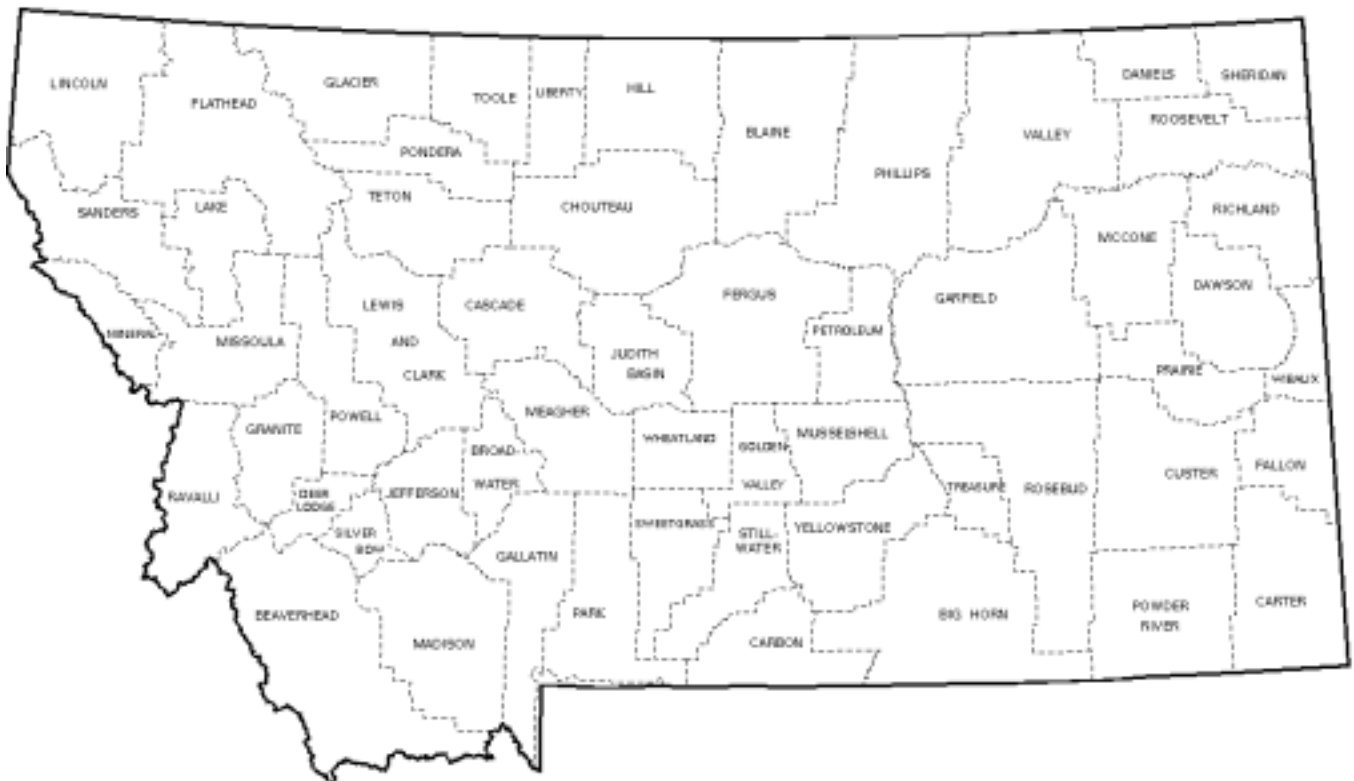 LINCOLN
FLATHEAD
GLACIER
TOOLE
LIBERTY
HILL
BLAINE
PHILLIPS
VALLEY
DANIELS
SHERIDAN
ROOSEVELT
PONDERA
TETON
CHOUTEAU
SANDERS
LAKE
MCCONE
RICHLAND
DAWSON
LEWIS
AND
CLARK
CASCADE
FERGUS
PETROLEUM
GARFIELD
MINERAL
MISSOULA
JUDITH
BASIN
PRAIRIE
WIBAUX
POWELL
GRANITE
MEAGHER
WHEATLAND
GOLDEN
VALLEY
MUSSELSHELL
BROAD-
WATER
JEFFERSON
DEER
LODGE
RAVALLI
SILVER
BOW
TREASURE
ROSEBUD
CUSTER
FALLON
SWEETGRASS
STILL-
WATER
YELLOWSTONE
GALLATIN
PARK
BEAVERHEAD
MADISON
CARBON
BIG HORN
POWDER
RIVER
CARTER